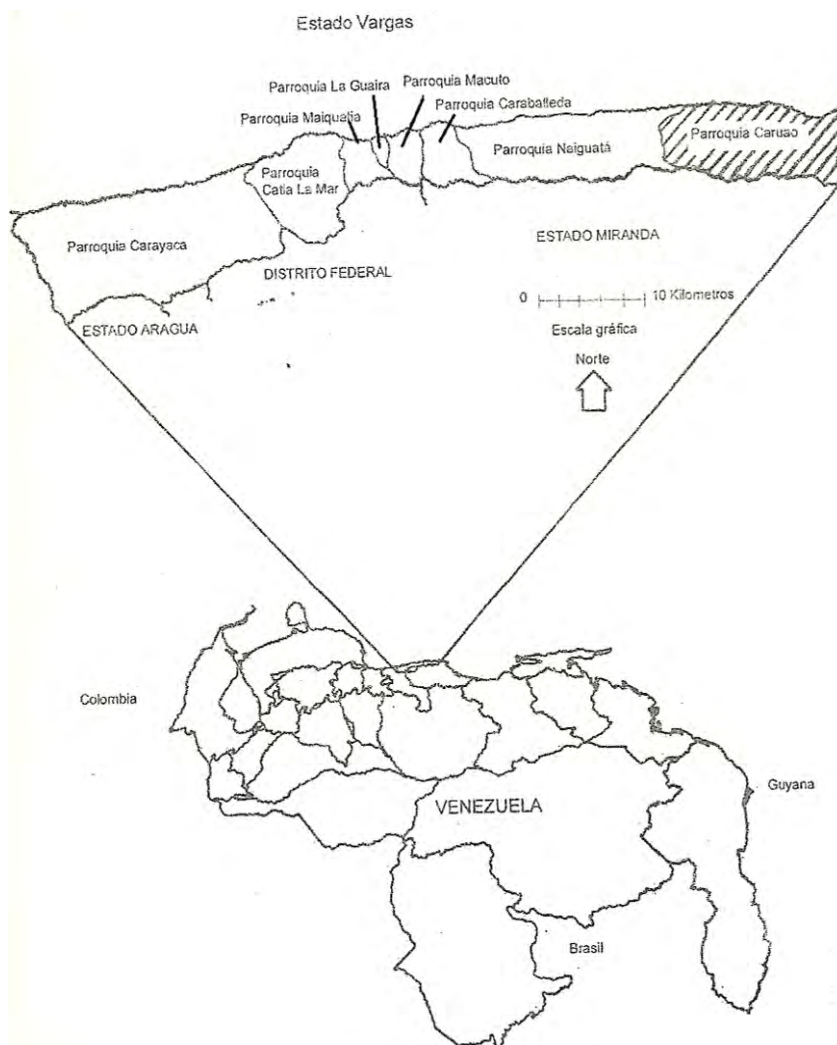 Estado Vargas
Parroquia La Guaira
Parroquia Macuto
Parroquia Maiquetia
Parroquia Caraballeda
Parroquia Caruao
Parroquia Naiguatá
Parroquia
Catia La Mar
Parroquia Carayaca
ESTADO MIRANDA
DISTRITO FEDERAL
0
10 Kilometros
ESTADO ARAGUA
Escala gráfica
Norte
Colombia
Guyana
VENEZUELA
Brasil